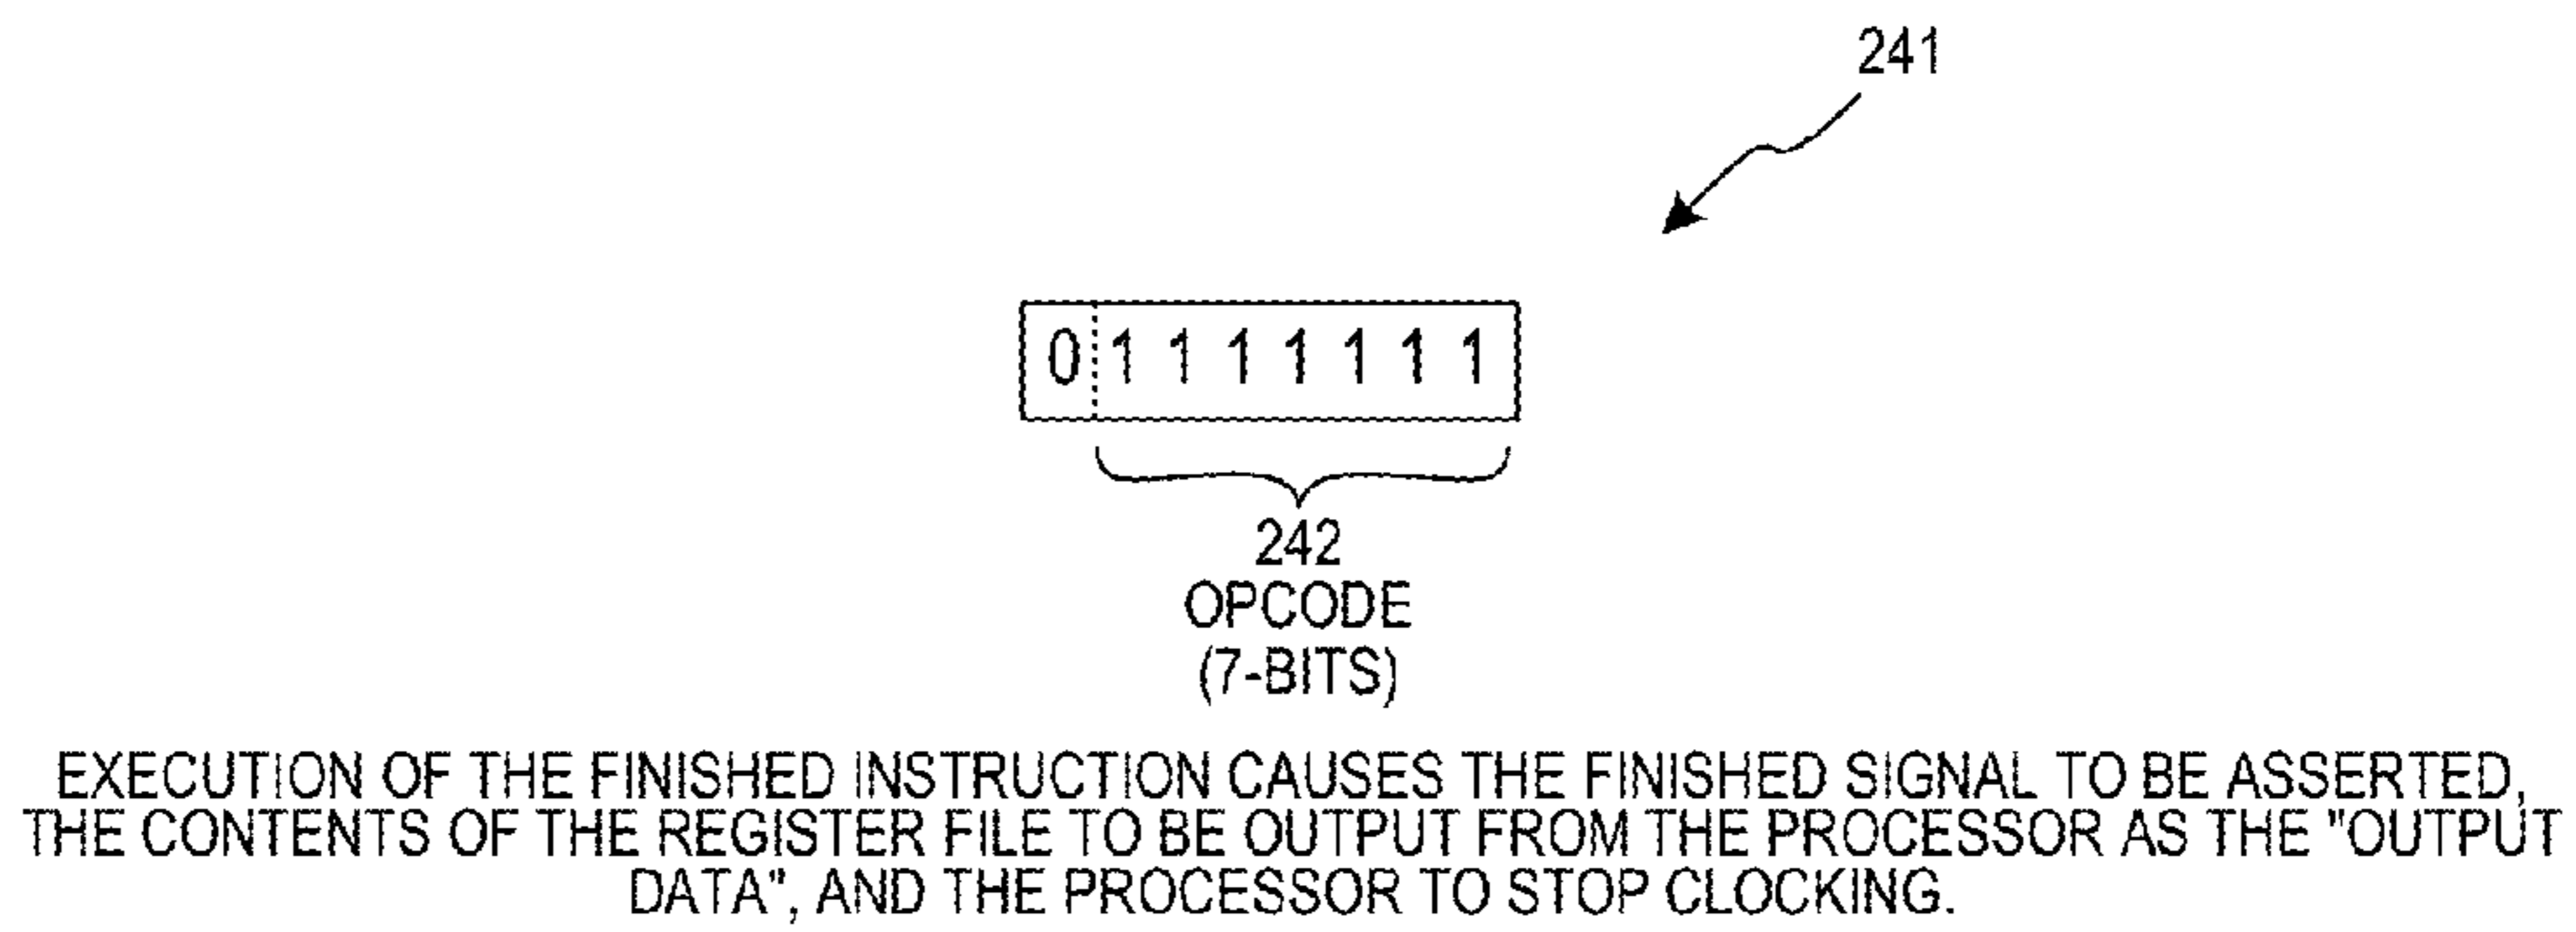 241
0 1 1 1 1 1 1 1
242
OPCODE
(7-BITS)
EXECUTION OF THE FINISHED INSTRUCTION CAUSES THE FINISHED SIGNAL TO BE ASSERTED,
THE CONTENTS OF THE REGISTER FILE TO BE OUTPUT FROM THE PROCESSOR AS THE "OUTPUT
DATA", AND THE PROCESSOR TO STOP CLOCKING.